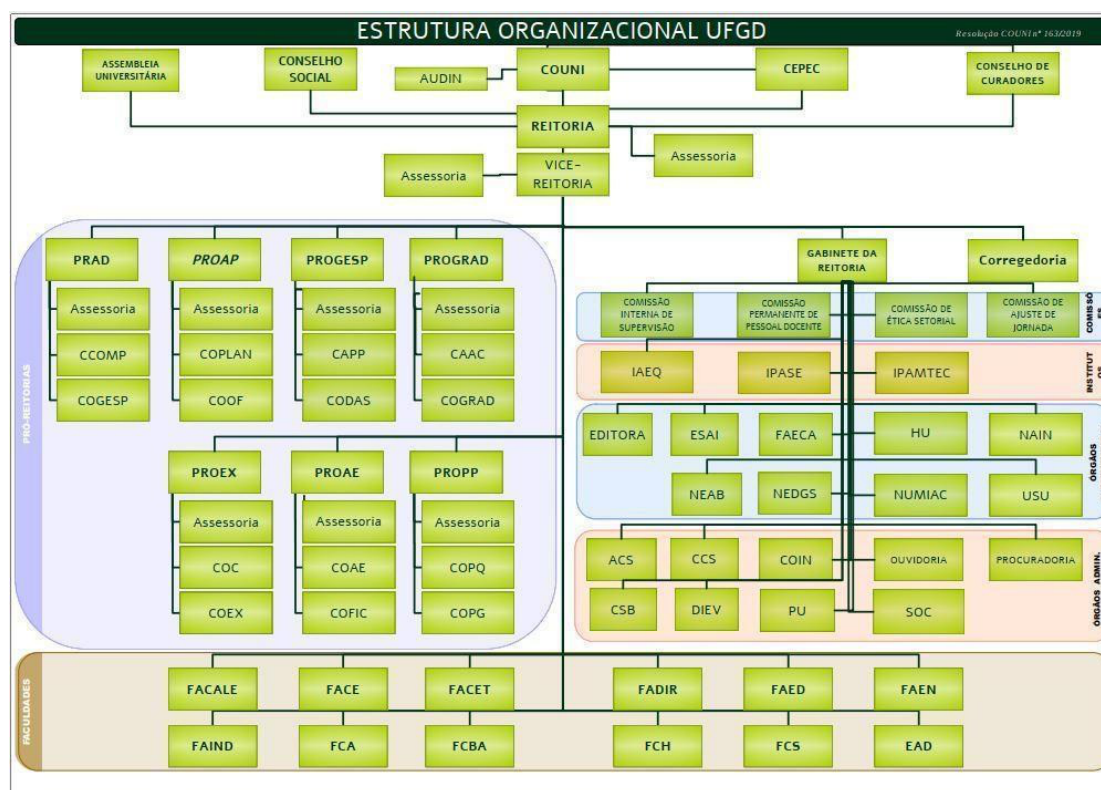 ESTRUTURA ORGANIZACIONAL UFGD
Resolução COUNI nº 163/2019
ASSEMBLEIA
UNIVERSITÁRIA
CONSELHO
SOCIAL
AUDIN
COUNI
CEPEC
CONSELHO DE
CURADORES
REITORIA
Assessoria
VICE-
REITORIA
Assessoria
PRÓ-REITORIAS
PRAD
PROAP
PROGESP
PROGRAD
Assessoria
Assessoria
Assessoria
Assessoria
CCOMP
COPLAN
CAPP
CAAC
COGESP
COOF
CODAS
COGRAD
PROEX
PROAE
PROPP
Assessoria
Assessoria
Assessoria
COC
COAE
COPQ
COEX
COFIC
COPG
GABINETE DA
REITORIA
Corregedoria
COMISSÕ
ES
COMISSÃO
INTERNA DE
SUPERVISÃO
COMISSÃO
PERMANENTE DE
PESSOAL DOCENTE
COMISSÃO DE
ÉTICA SETORIAL
COMISSÃO DE
AJUSTE DE
JORNADA
INSTITUT
OS
IAEQ
IPASE
IPAMTEC
ÓRGÃOS
EDITORA
ESAI
FAECA
HU
NAIN
NEAB
NEDGS
NUMIAC
USU
ÓRGÃOS ADMIN.
ACS
CCS
COIN
OUVIDORIA
PROCURADORIA
CSB
DIEV
PU
SOC
FACULDADES
FACALE
FACE
FACET
FADIR
FAED
FAEN
FAIND
FCA
FCBA
FCH
FCS
EAD